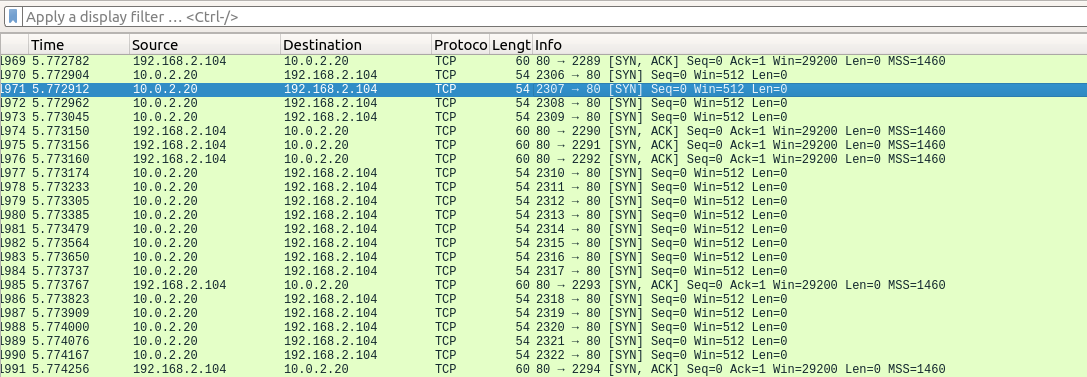 Apply a display filter … <Ctrl-/>
Time Source Destination Protoco Lengt Info
1969 5.772782 192.168.2.104 10.0.2.20 TCP 60 80 → 2289 [SYN, ACK] Seq=0 Ack=1 Win=29200 Len=0 MSS=1460
1970 5.772904 10.0.2.20 192.168.2.104 TCP 54 2306 → 80 [SYN] Seq=0 Win=512 Len=0
1971 5.772912 10.0.2.20 192.168.2.104 TCP 54 2307 → 80 [SYN] Seq=0 Win=512 Len=0
1972 5.772962 10.0.2.20 192.168.2.104 TCP 54 2308 → 80 [SYN] Seq=0 Win=512 Len=0
1973 5.773045 10.0.2.20 192.168.2.104 TCP 54 2309 → 80 [SYN] Seq=0 Win=512 Len=0
1974 5.773150 192.168.2.104 10.0.2.20 TCP 60 80 → 2290 [SYN, ACK] Seq=0 Ack=1 Win=29200 Len=0 MSS=1460
1975 5.773156 192.168.2.104 10.0.2.20 TCP 60 80 → 2291 [SYN, ACK] Seq=0 Ack=1 Win=29200 Len=0 MSS=1460
1976 5.773160 192.168.2.104 10.0.2.20 TCP 60 80 → 2292 [SYN, ACK] Seq=0 Ack=1 Win=29200 Len=0 MSS=1460
1977 5.773174 10.0.2.20 192.168.2.104 TCP 54 2310 → 80 [SYN] Seq=0 Win=512 Len=0
1978 5.773233 10.0.2.20 192.168.2.104 TCP 54 2311 → 80 [SYN] Seq=0 Win=512 Len=0
1979 5.773305 10.0.2.20 192.168.2.104 TCP 54 2312 → 80 [SYN] Seq=0 Win=512 Len=0
1980 5.773385 10.0.2.20 192.168.2.104 TCP 54 2313 → 80 [SYN] Seq=0 Win=512 Len=0
1981 5.773479 10.0.2.20 192.168.2.104 TCP 54 2314 → 80 [SYN] Seq=0 Win=512 Len=0
1982 5.773564 10.0.2.20 192.168.2.104 TCP 54 2315 → 80 [SYN] Seq=0 Win=512 Len=0
1983 5.773650 10.0.2.20 192.168.2.104 TCP 54 2316 → 80 [SYN] Seq=0 Win=512 Len=0
1984 5.773737 10.0.2.20 192.168.2.104 TCP 54 2317 → 80 [SYN] Seq=0 Win=512 Len=0
1985 5.773767 192.168.2.104 10.0.2.20 TCP 60 80 → 2293 [SYN, ACK] Seq=0 Ack=1 Win=29200 Len=0 MSS=1460
1986 5.773823 10.0.2.20 192.168.2.104 TCP 54 2318 → 80 [SYN] Seq=0 Win=512 Len=0
1987 5.773909 10.0.2.20 192.168.2.104 TCP 54 2319 → 80 [SYN] Seq=0 Win=512 Len=0
1988 5.774000 10.0.2.20 192.168.2.104 TCP 54 2320 → 80 [SYN] Seq=0 Win=512 Len=0
1989 5.774076 10.0.2.20 192.168.2.104 TCP 54 2321 → 80 [SYN] Seq=0 Win=512 Len=0
1990 5.774167 10.0.2.20 192.168.2.104 TCP 54 2322 → 80 [SYN] Seq=0 Win=512 Len=0
1991 5.774256 192.168.2.104 10.0.2.20 TCP 60 80 → 2294 [SYN, ACK] Seq=0 Ack=1 Win=29200 Len=0 MSS=1460